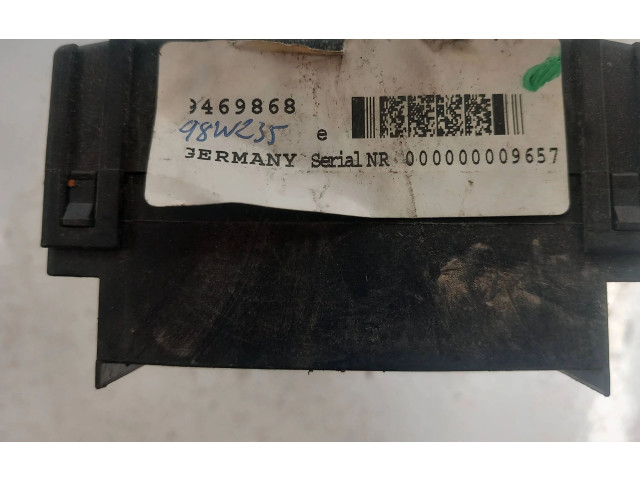 9469868
98W235 e
GERMANY Serial NR 000000009657